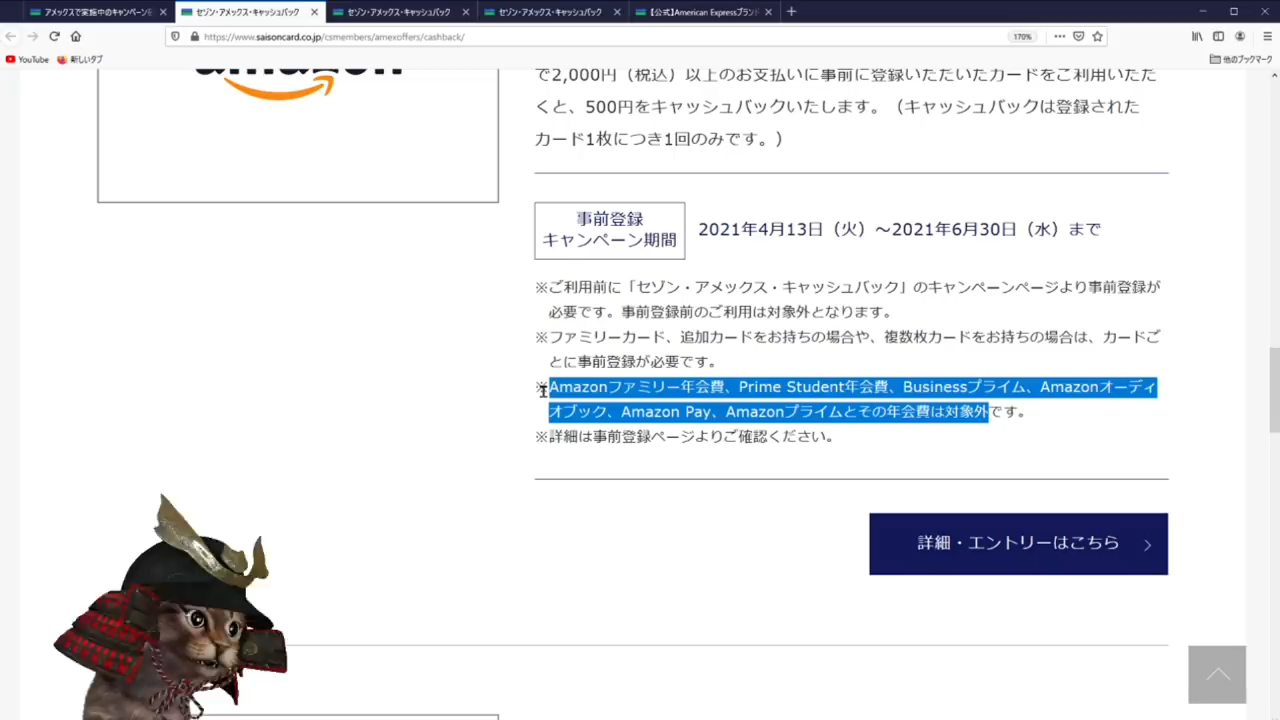 アメックスで実施中のキャンペーン
セゾン・アメックス・キャッシュバック
セゾン・アメックス・キャッシュバック
セゾン・アメックス・キャッシュバック
【公式】American Expressブランド
https://www.saisoncard.co.jp/csmembers/amexoffers/cashback/
170%
YouTube
新しいタブ
他のブックマーク
amazon
で2,000円（税込）以上のお支払いに事前に登録いただいたカードをご利用いただ
くと、500円をキャッシュバックいたします。（キャッシュバックは登録された
カード1枚につき1回のみです。）
事前登録
キャンペーン期間
2021年4月13日（火）～2021年6月30日（水）まで
※ご利用前に「セゾン・アメックス・キャッシュバック」のキャンペーンページより事前登録が
必要です。事前登録前のご利用は対象外となります。
※ファミリーカード、追加カードをお持ちの場合や、複数枚カードをお持ちの場合は、カードご
とに事前登録が必要です。
※Amazonファミリー年会費、Prime Student年会費、Businessプライム、Amazonオーディ
オブック、Amazon Pay、Amazonプライムとその年会費は対象外です。
※詳細は事前登録ページよりご確認ください。
詳細・エントリーはこちら